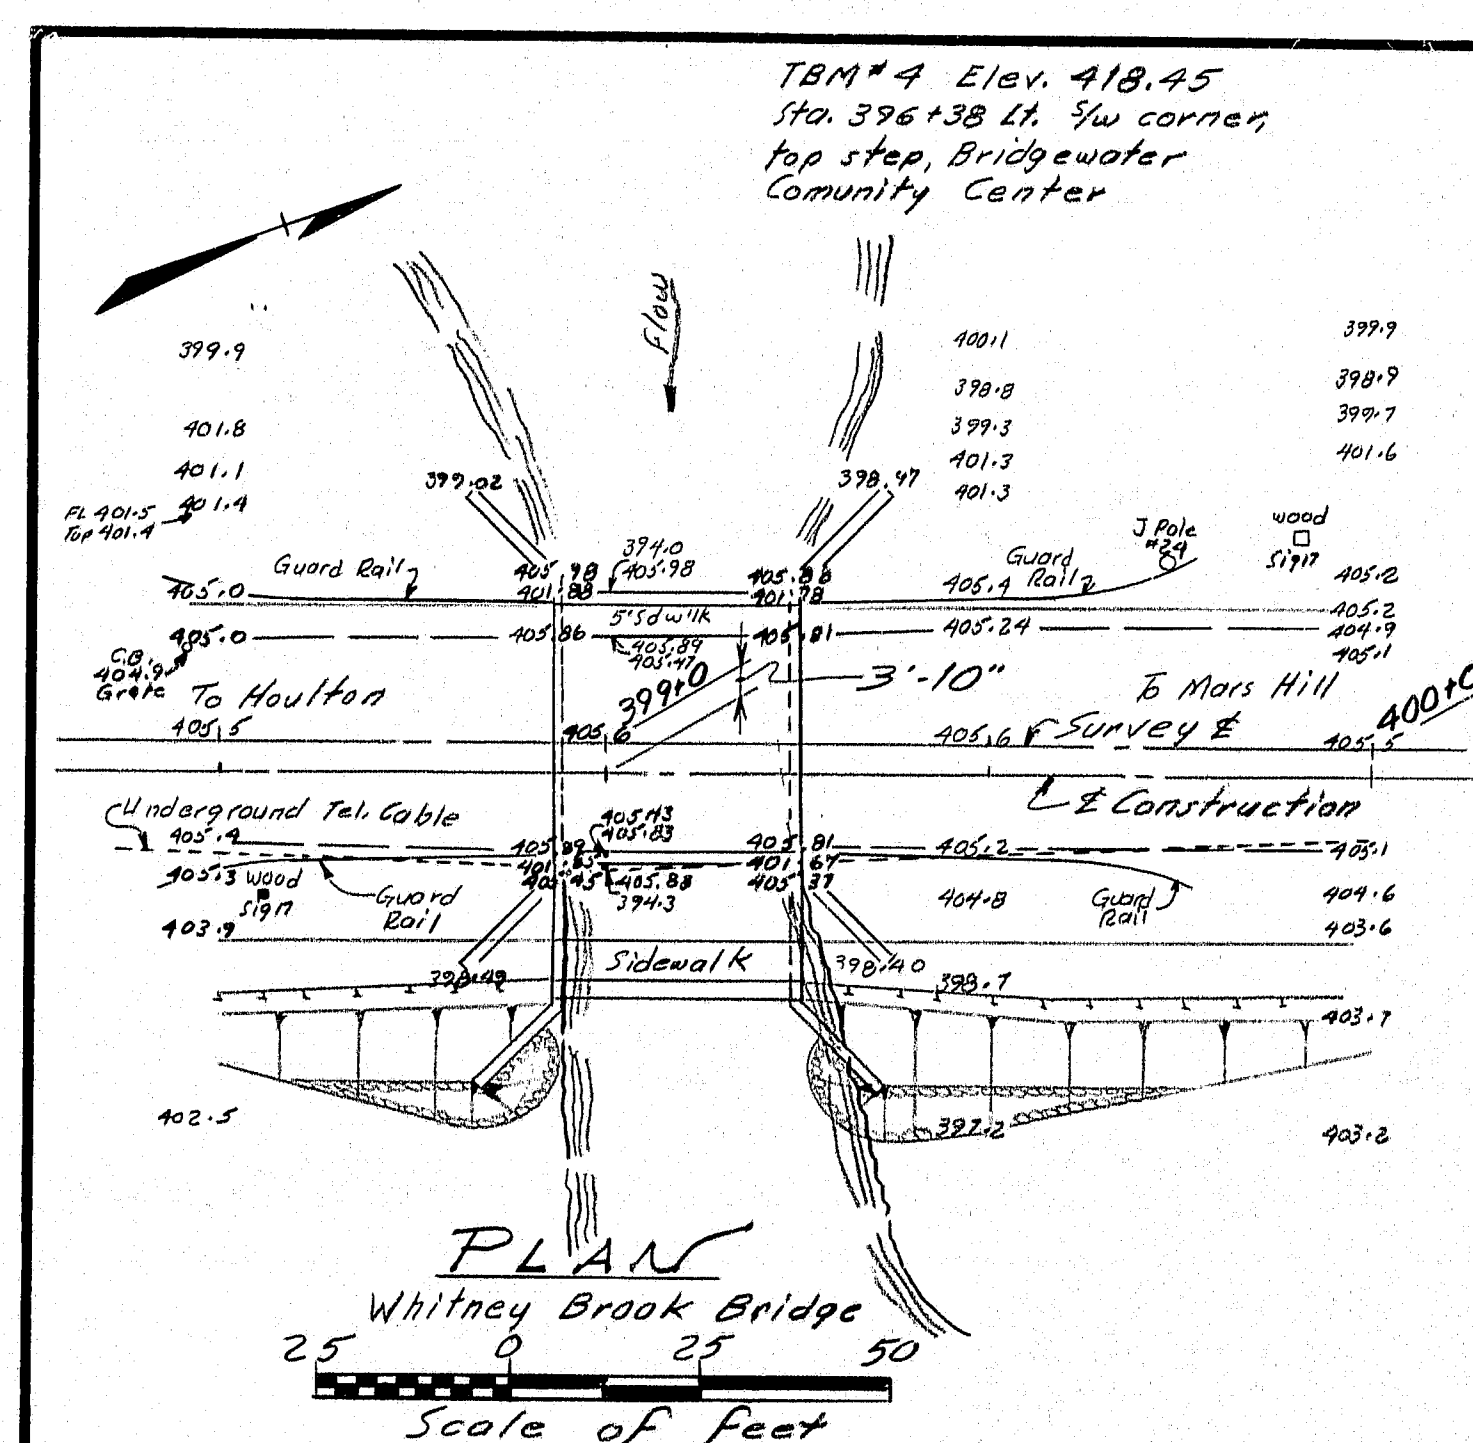 TBM # 4 Elev. 418.45
Sta. 396+38 Lt. S/W corner,
top step, Bridgewater
Comunity Center
Flow
399.9
401.8
401.1
401.4
FL 401.5
Top 401.4
399.02
398.47
400.1
398.8
399.3
401.3
401.3
399.9
398.9
399.7
401.6
J Pole
#24
wood
sign
Guard Rail
394.0
405.98
405.98
401.88
405.88
401.78
Guard
Rail
405.4
405.2
405.0
5' Sdwlk
405.2
405.0
405.86
405.89
405.47
405.81
405.24
404.9
405.1
C.B.
404.9
Grate
To Houlton
399+0
3'-10"
To Mars Hill
400+0
405.5
405.6
405.6
Survey ℄
405.5
℄ Construction
Underground Tel. Cable
405.4
405.43
405.83
405.89
405.81
405.2
405.1
401.67
405.37
405.3
wood
sign
Guard
Rail
405.88
394.3
404.8
Guard
Rail
404.6
403.9
403.6
Sidewalk
398.49
398.40
398.7
403.7
402.5
397.2
403.2
PLAN
Whitney Brook Bridge
25 0 25 50
Scale of Feet